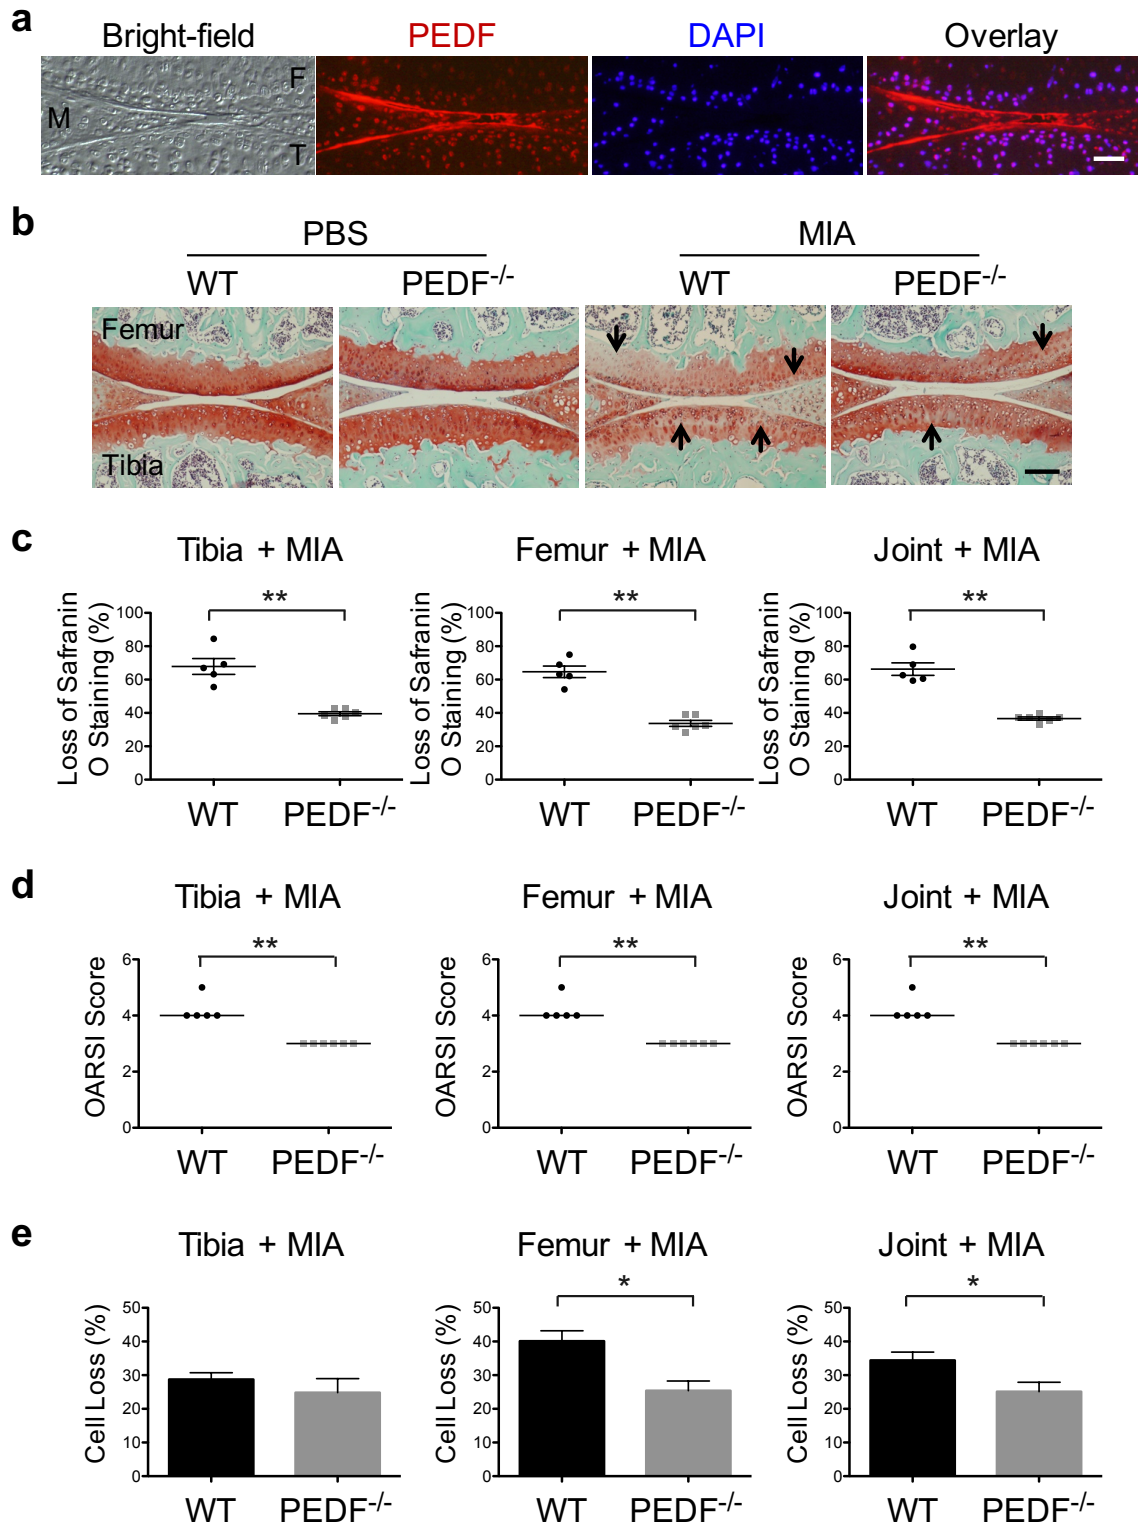 a
Bright-field PEDF DAPI Overlay
F
M
T
b
PBS MIA
WT PEDF-/- WT PEDF-/-
Femur
Tibia
c
Tibia + MIA Femur + MIA Joint + MIA
** ** **
Loss of Safranin O Staining (%) Loss of Safranin O Staining (%) Loss of Safranin O Staining (%)
100 100 100
80 80 80
60 60 60
40 40 40
20 20 20
0 0 0
WT PEDF-/- WT PEDF-/- WT PEDF-/-
d
Tibia + MIA Femur + MIA Joint + MIA
** ** **
OARSI Score OARSI Score OARSI Score
6 6 6
4 4 4
2 2 2
0 0 0
WT PEDF-/- WT PEDF-/- WT PEDF-/-
e
Tibia + MIA Femur + MIA Joint + MIA
* *
Cell Loss (%) Cell Loss (%) Cell Loss (%)
50 50 50
40 40 40
30 30 30
20 20 20
10 10 10
0 0 0
WT PEDF-/- WT PEDF-/- WT PEDF-/-